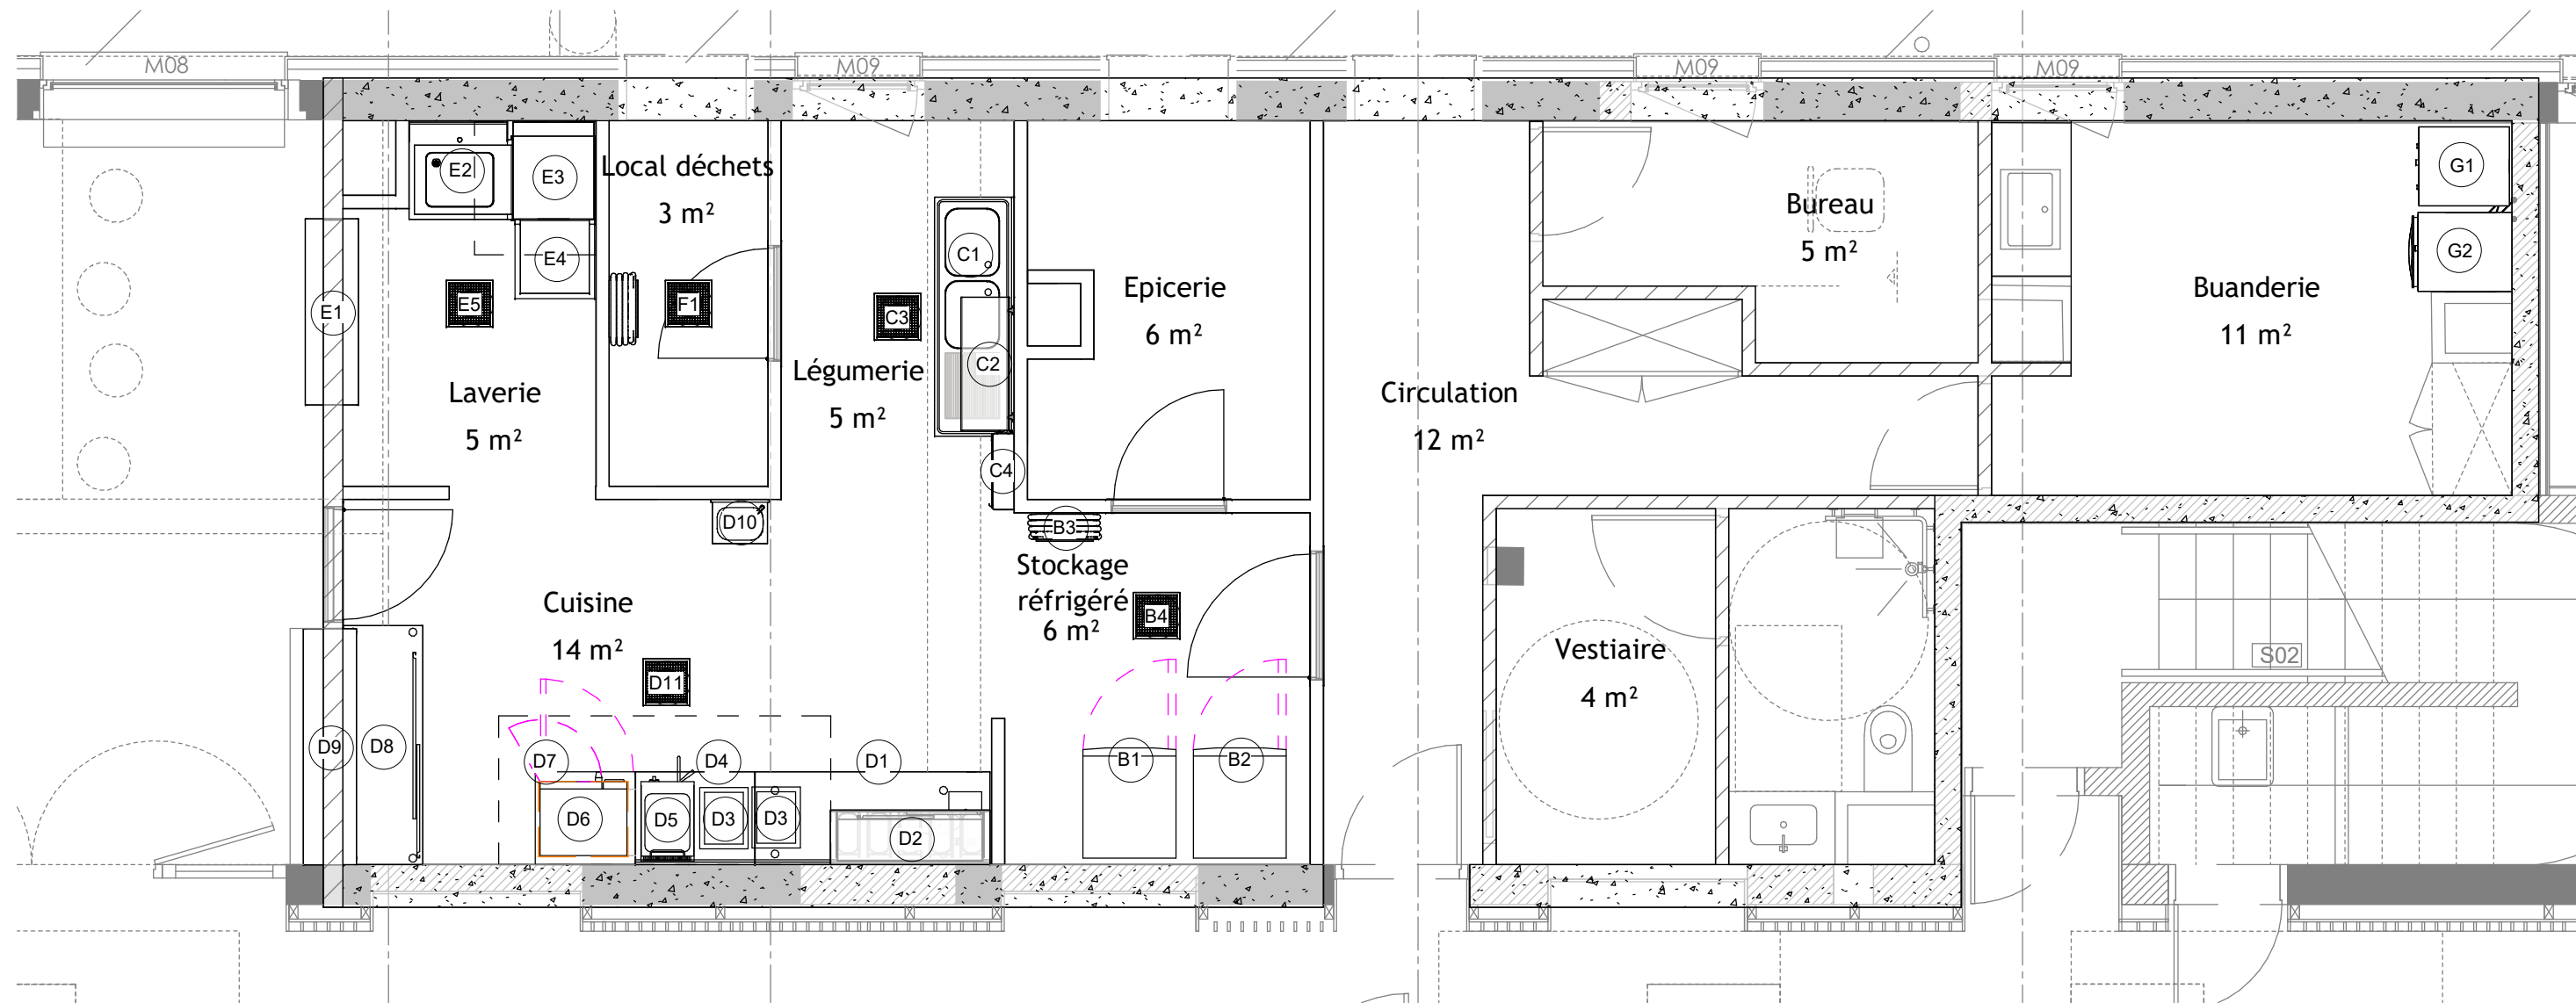 M08
M09
M09
M09
E2
E3
Local déchets
3 m²
G1
Bureau
5 m²
C1
E4
G2
Epicerie
6 m²
Buanderie
11 m²
E5
F1
E1
C3
C2
Légumerie
5 m²
Laverie
5 m²
Circulation
12 m²
C4
D10
B3
Stockage
réfrigéré
6 m²
B4
Cuisine
14 m²
Vestiaire
4 m²
S02
D11
D9
D8
D7
D4
D1
B1
B2
D6
D5
D3
D3
D2